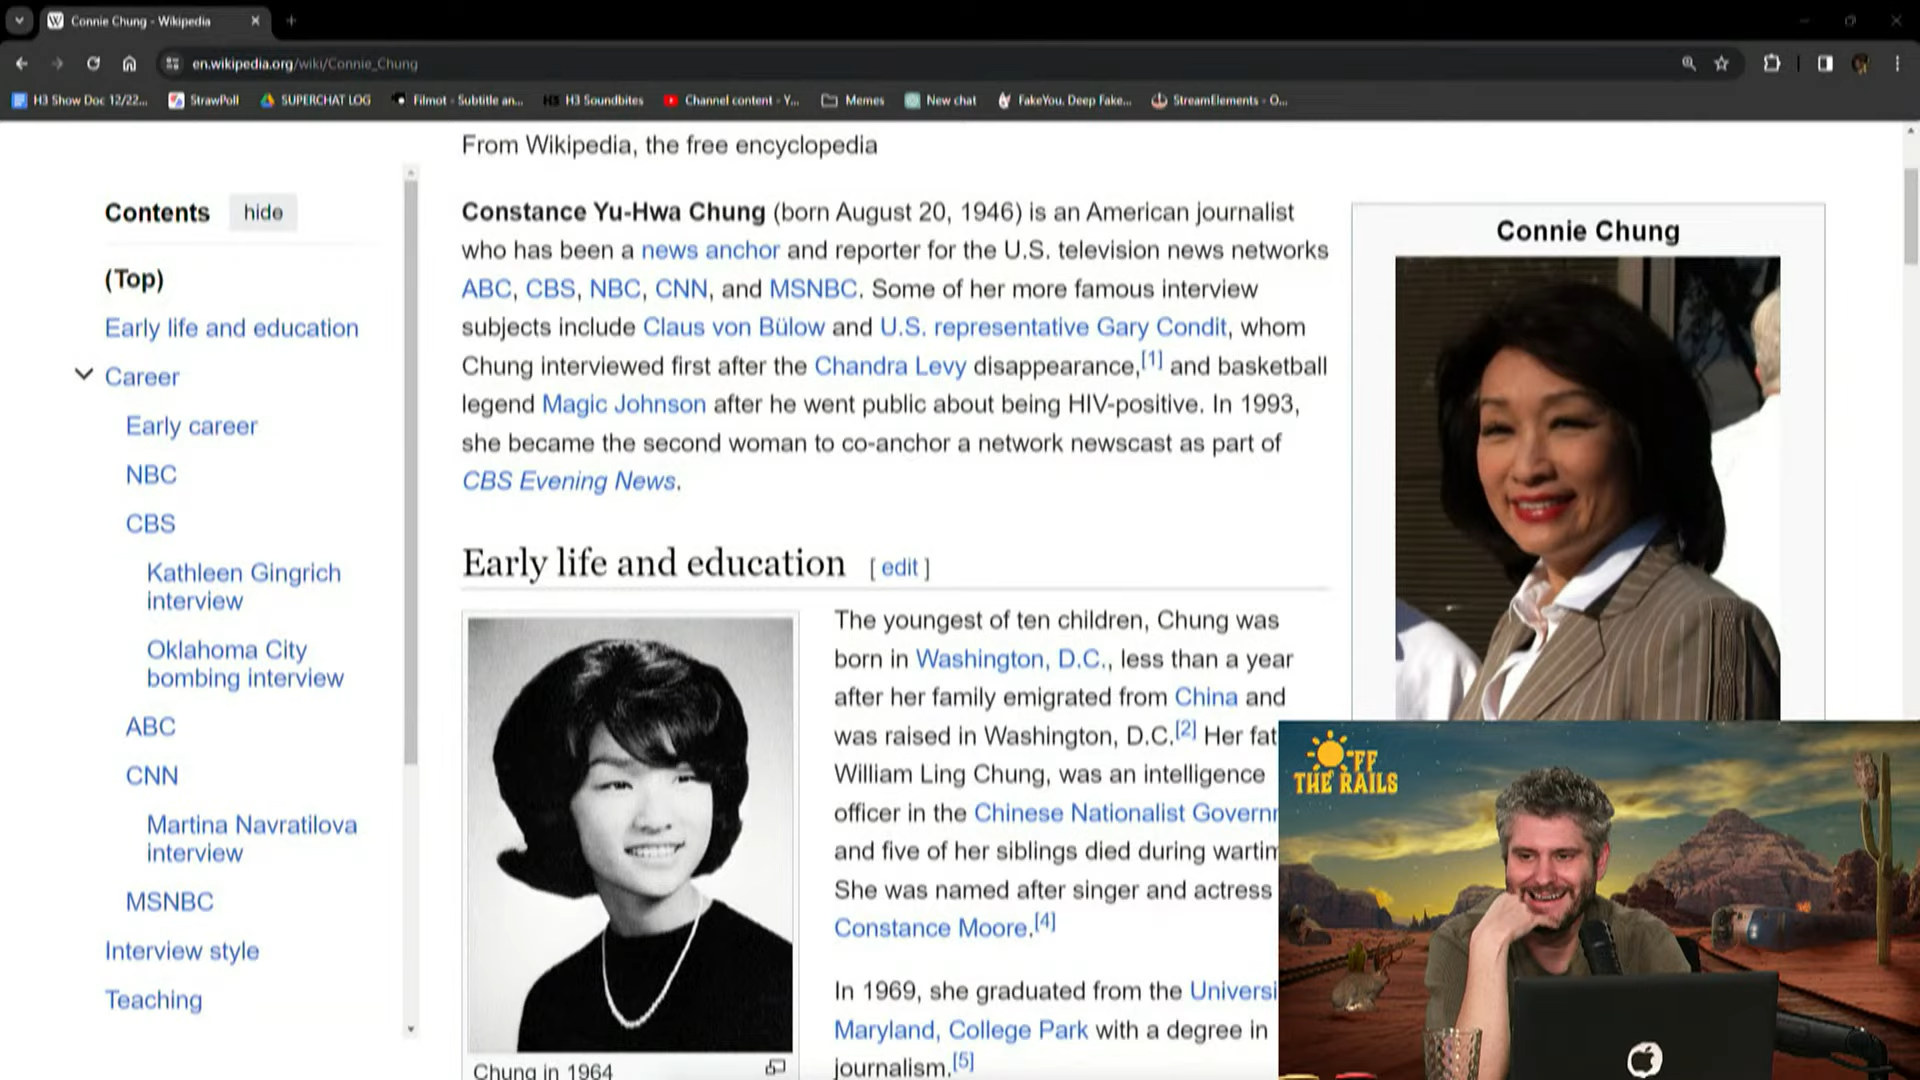 Connie Chung - Wikipedia
en.wikipedia.org/wiki/Connie_Chung
H3 Show Doc 12/22...
StrawPoll
SUPERCHAT LOG
Filmot - Subtitle an...
H3 H3 Soundbites
Channel content - Y...
Memes
New chat
FakeYou. Deep Fake...
StreamElements - O...
Contents
hide
(Top)
Early life and education
Career
Early career
NBC
CBS
Kathleen Gingrich
interview
Oklahoma City
bombing interview
ABC
CNN
Martina Navratilova
interview
MSNBC
Interview style
Teaching
From Wikipedia, the free encyclopedia
Constance Yu-Hwa Chung (born August 20, 1946) is an American journalist
who has been a news anchor and reporter for the U.S. television news networks
ABC, CBS, NBC, CNN, and MSNBC. Some of her more famous interview
subjects include Claus von Bülow and U.S. representative Gary Condit, whom
Chung interviewed first after the Chandra Levy disappearance,[1] and basketball
legend Magic Johnson after he went public about being HIV-positive. In 1993,
she became the second woman to co-anchor a network newscast as part of
CBS Evening News.
Early life and education [ edit ]
The youngest of ten children, Chung was
born in Washington, D.C., less than a year
after her family emigrated from China and
was raised in Washington, D.C.[2] Her fat
William Ling Chung, was an intelligence
officer in the Chinese Nationalist Governr
and five of her siblings died during wartim
She was named after singer and actress
Constance Moore.[4]
In 1969, she graduated from the Universi
Maryland, College Park with a degree in
journalism.[5]
Chung in 1964
Connie Chung
OFF
THE RAILS